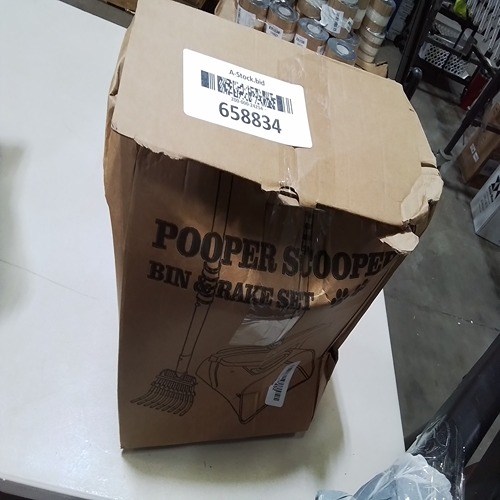 A-Stock.bid
658834
POOPER SCOOPER
BIN & RAKE SET